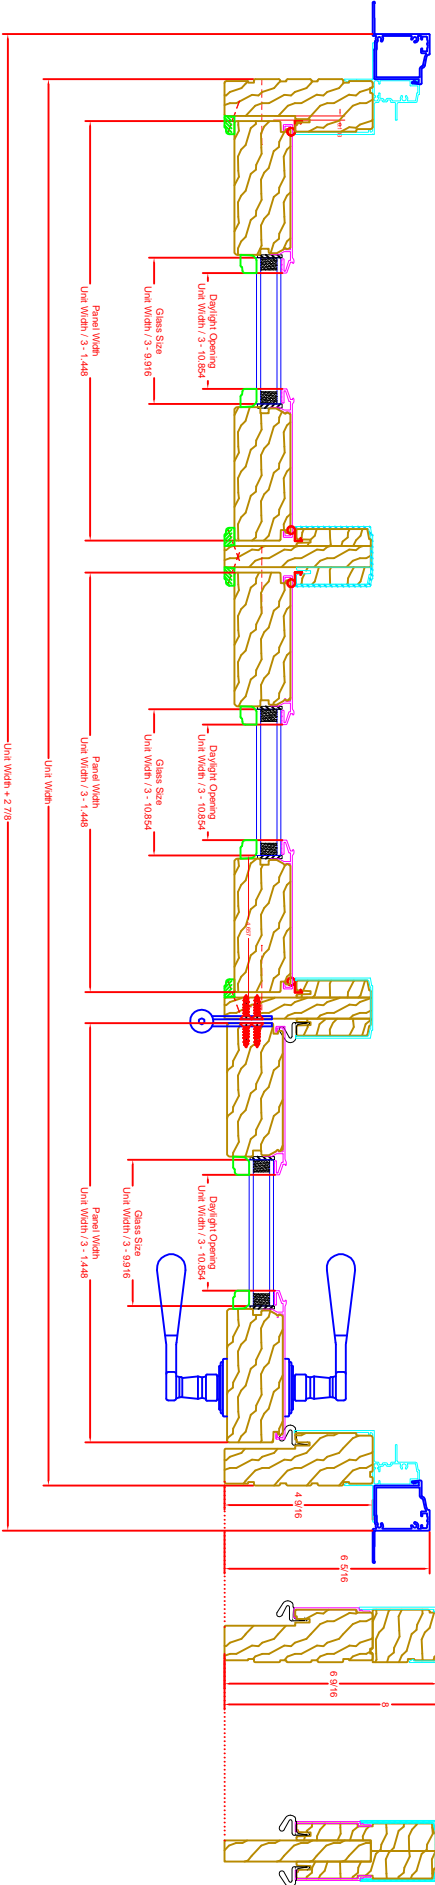 Panel Width
Unit Width / 3 - 1.448
Glass Size
Unit Width / 3 - 9.916
Daylight Opening
Unit Width / 3 - 10.854
Panel Width
Unit Width / 3 - 1.448
Glass Size
Unit Width / 3 - 10.854
Daylight Opening
Unit Width / 3 - 10.854
Unit Width + 2 7/8
Unit Width
Panel Width
Unit Width / 3 - 1.448
Glass Size
Unit Width / 3 - 9.916
Daylight Opening
Unit Width / 3 - 10.854
4 9/16
6 5/16
6 9/16
8